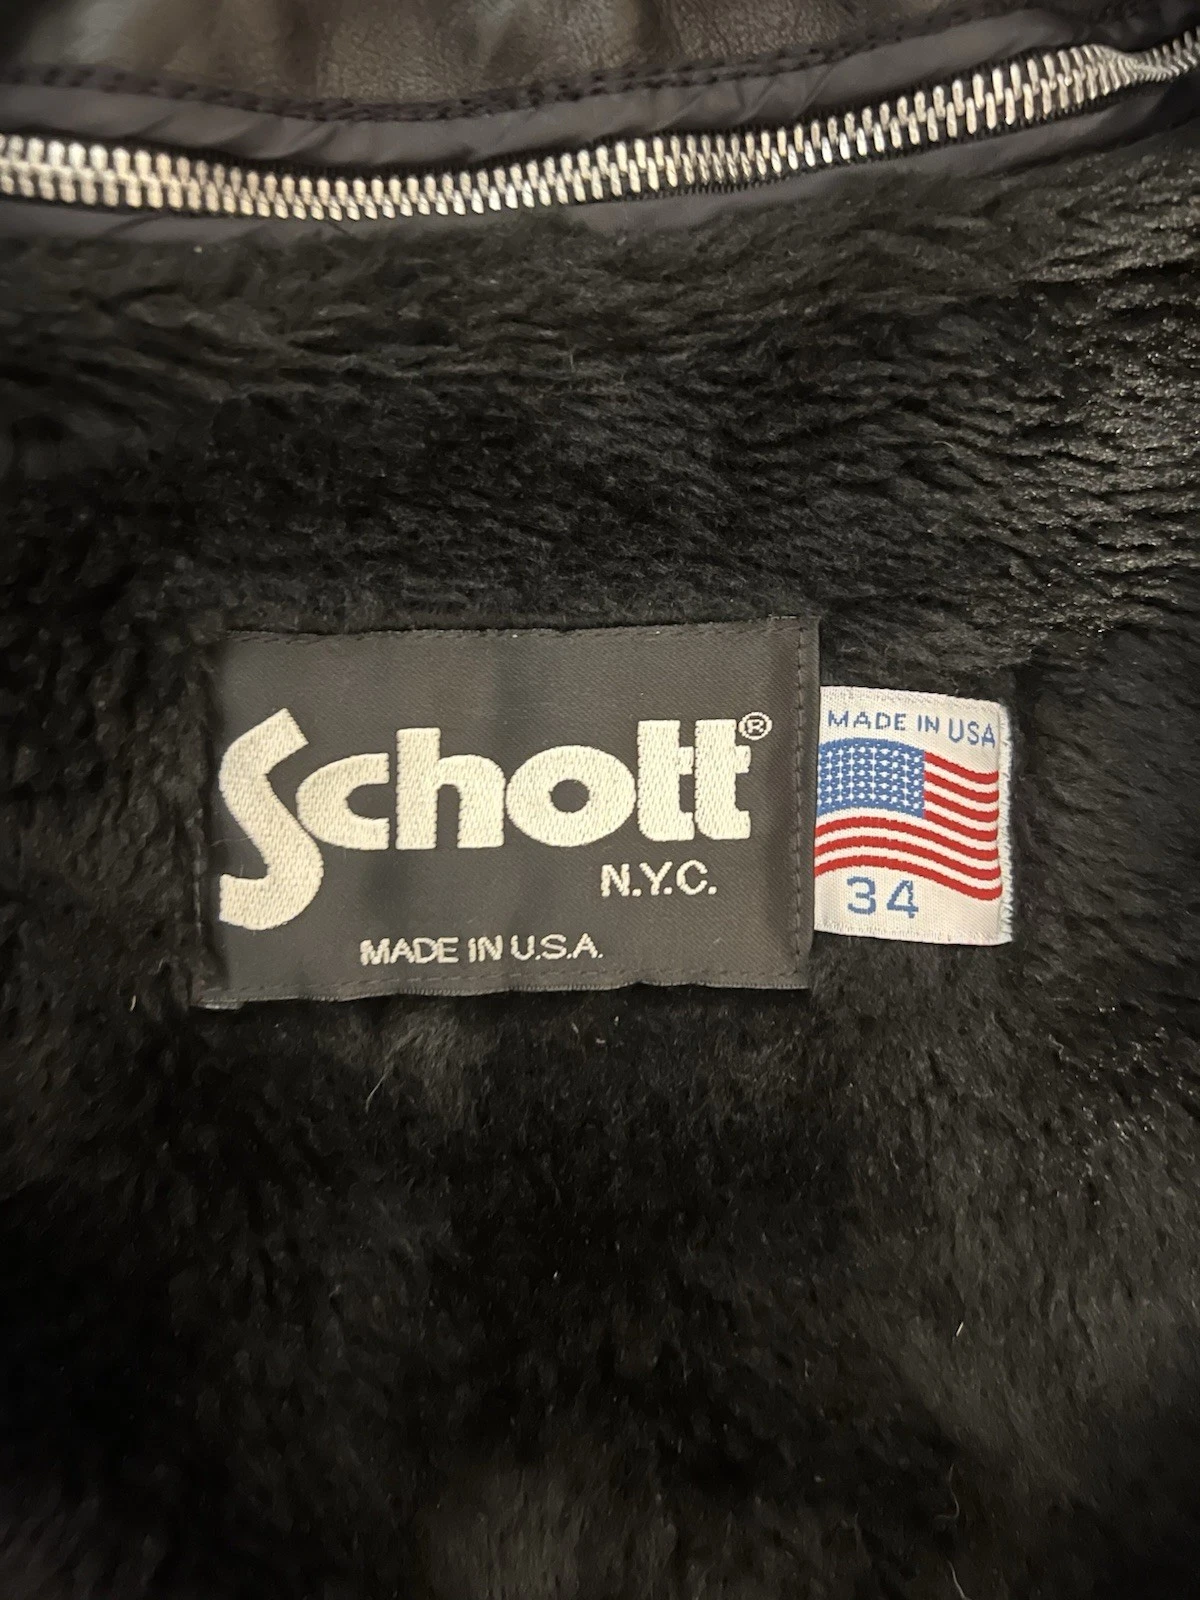 Schott®
N.Y.C.
MADE IN U.S.A.
MADE IN USA
34